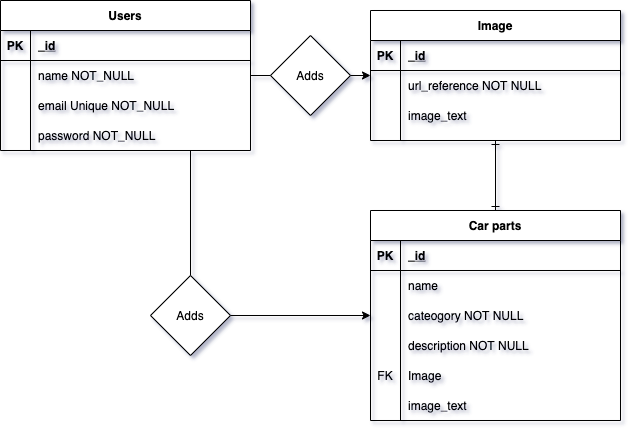 Users
PK _id
name NOT_NULL
email Unique NOT_NULL
password NOT_NULL
Adds
Image
PK _id
url_reference NOT NULL
image_text
Adds
Car parts
PK _id
name
cateogory NOT NULL
description NOT NULL
FK Image
image_text